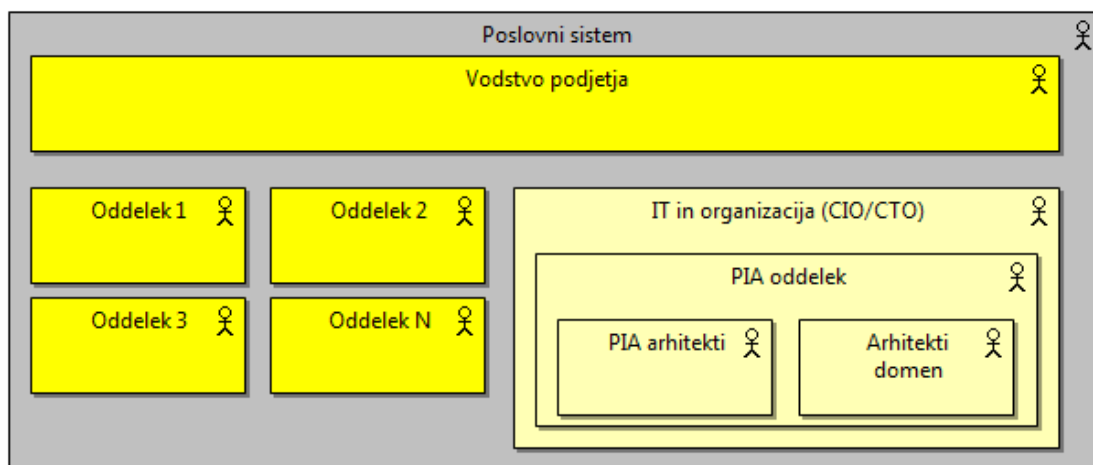 Poslovni sistem
Vodstvo podjetja
Oddelek 1
Oddelek 2
IT in organizacija (CIO/CTO)
PIA oddelek
Oddelek 3
Oddelek N
PIA arhitekti
Arhitekti
domen